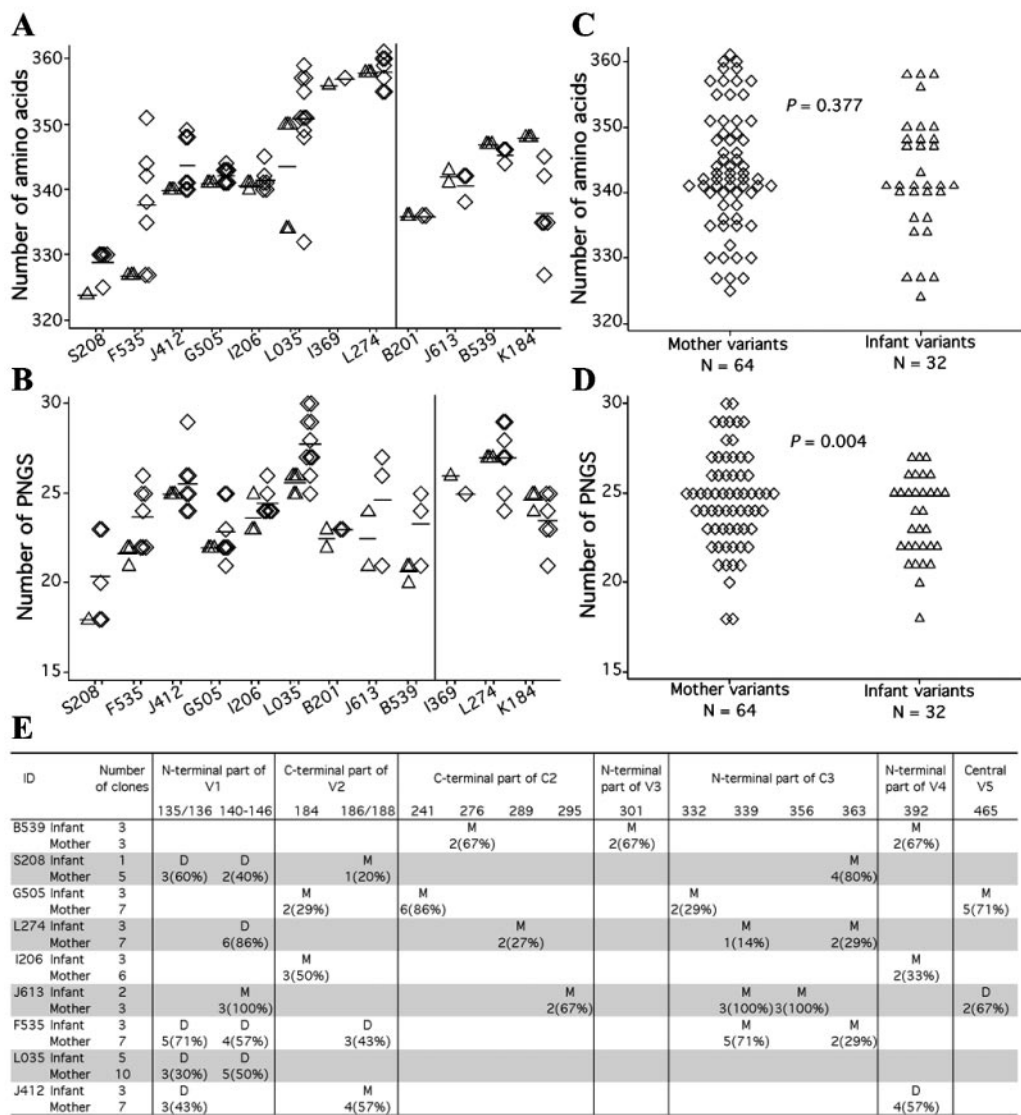 A
Number of amino acids
360
350
340
330
320
S208
F535
J412
G505
I206
L035
I369
L274
B201
J613
B539
K184
C
Number of amino acids
360
350
340
330
320
P = 0.377
Mother variants
N = 64
Infant variants
N = 32
B
Number of PNGS
30
25
20
15
S208
F535
J412
G505
I206
L035
B201
J613
B539
I369
L274
K184
D
Number of PNGS
30
25
20
15
P = 0.004
Mother variants
N = 64
Infant variants
N = 32
E
ID Number of clones N-terminal part of V1 C-terminal part of V2 C-terminal part of C2 N-terminal part of V3 N-terminal part of C3 N-terminal part of V4 Central V5
135/136 140-146 184 186/188 241 276 289 295 301 332 339 356 363 392 465
B539 Infant 3 M M M
Mother 3 2(67%) 2(67%) 2(67%)
S208 Infant 1 D D M M
Mother 5 3(60%) 2(40%) 1(20%) 4(80%)
G505 Infant 3 M M M M
Mother 7 2(29%) 6(86%) 2(29%) 5(71%)
L274 Infant 3 D M M M
Mother 7 6(86%) 2(27%) 1(14%) 2(29%)
I206 Infant 3 M M
Mother 6 3(50%) 2(33%)
J613 Infant 2 M M M M D
Mother 3 3(100%) 2(67%) 3(100%) 3(100%) 2(67%)
F535 Infant 3 D D D M M
Mother 7 5(71%) 4(57%) 3(43%) 5(71%) 2(29%)
L035 Infant 5 D D
Mother 10 3(30%) 5(50%)
J412 Infant 3 D M D
Mother 7 3(43%) 4(57%) 4(57%)